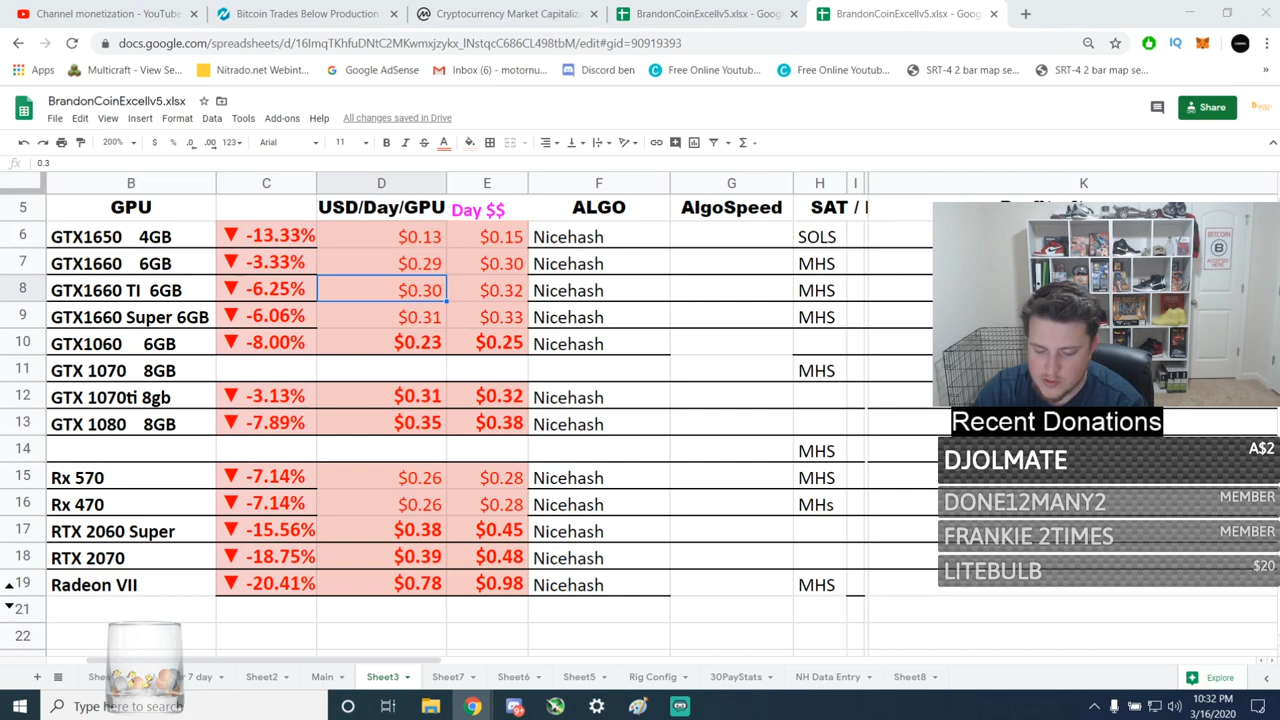 Channel monetization - YouTube
Bitcoin Trades Below Production
Cryptocurrency Market Capitaliza
BrandonCoinExcellv5.xlsx - Goog
BrandonCoinExcellv5.xlsx - Goog
docs.google.com/spreadsheets/d/16ImqTKhfuDNtC2MKwmxjzykx_lNstqcC686CL498tbM/edit#gid=90919393
Apps
Multicraft - View Se...
Nitrado.net Webint...
Google AdSense
Inbox (6) - motornu...
Discord ben
Free Online Youtub...
Free Online Youtub...
SRT-4 2 bar map se...
SRT-4 2 bar map se...
BrandonCoinExcellv5.xlsx
File Edit View Insert Format Data Tools Add-ons Help All changes saved in Drive
Share
200% $ % .0 .00 123 Arial 11
fx 0.3
B C D E F G H I K
5 GPU USD/Day/GPU Day $$ ALGO AlgoSpeed SAT /
6 GTX1650 4GB ▼ -13.33% $0.13 $0.15 Nicehash SOLS
7 GTX1660 6GB ▼ -3.33% $0.29 $0.30 Nicehash MHS
8 GTX1660 TI 6GB ▼ -6.25% $0.30 $0.32 Nicehash MHS
9 GTX1660 Super 6GB ▼ -6.06% $0.31 $0.33 Nicehash MHS
10 GTX1060 6GB ▼ -8.00% $0.23 $0.25 Nicehash
11 GTX 1070 8GB MHS
12 GTX 1070ti 8gb ▼ -3.13% $0.31 $0.32 Nicehash
13 GTX 1080 8GB ▼ -7.89% $0.35 $0.38 Nicehash
14 MHS
15 Rx 570 ▼ -7.14% $0.26 $0.28 Nicehash MHS
16 Rx 470 ▼ -7.14% $0.26 $0.28 Nicehash MHs
17 RTX 2060 Super ▼ -15.56% $0.38 $0.45 Nicehash
18 RTX 2070 ▼ -18.75% $0.39 $0.48 Nicehash
19 Radeon VII ▼ -20.41% $0.78 $0.98 Nicehash MHS
21
22
Recent Donations
DJOLMATE A$2
DONE12MANY2 MEMBER
FRANKIE 2TIMES MEMBER
LITEBULB $20
r 7 day Sheet2 Main Sheet3 Sheet7 Sheet6 Sheet5 Rig Config 30PayStats NH Data Entry Sheet8 Explore
Type here to search
10:32 PM
3/16/2020